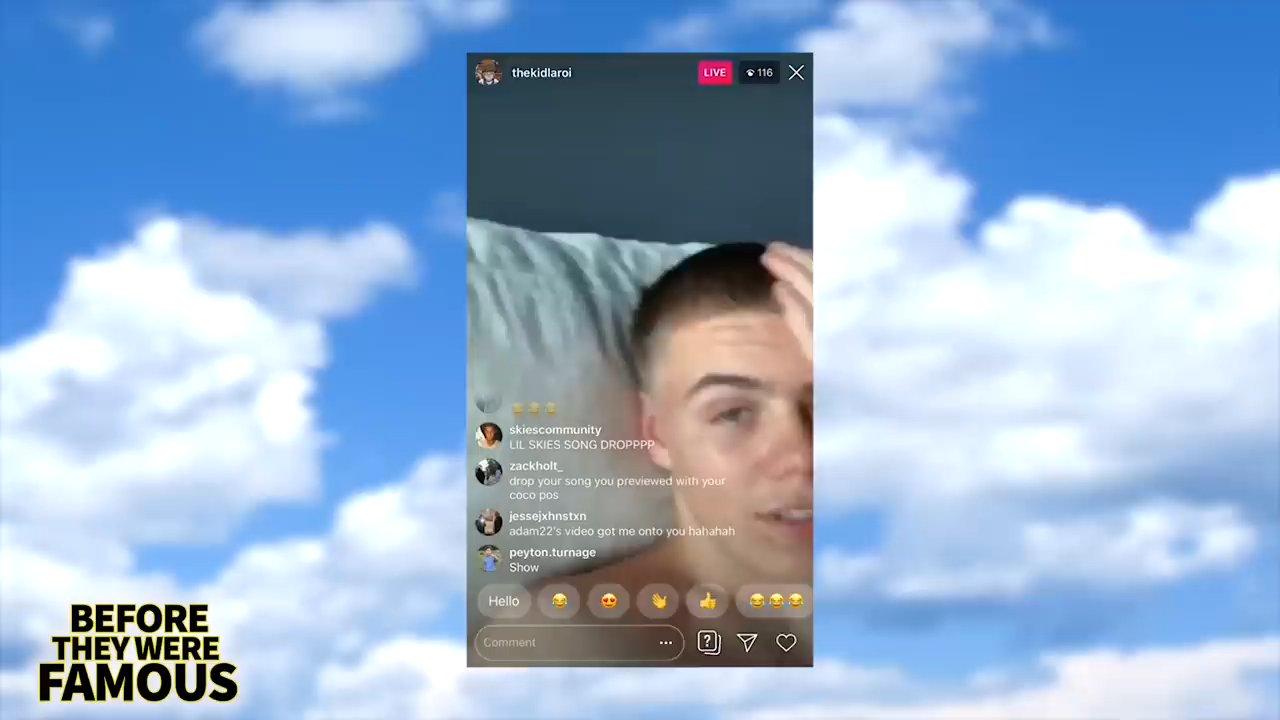 thekidlaroi
LIVE
116
skiescommunity
LIL SKIES SONG DROPPPP
zackholt_
drop your song you previewed with your
coco pos
jessejxhnstxn
adam22's video got me onto you hahahah
peyton.turnage
Show
Hello
Comment
BEFORE
THEY WERE
FAMOUS